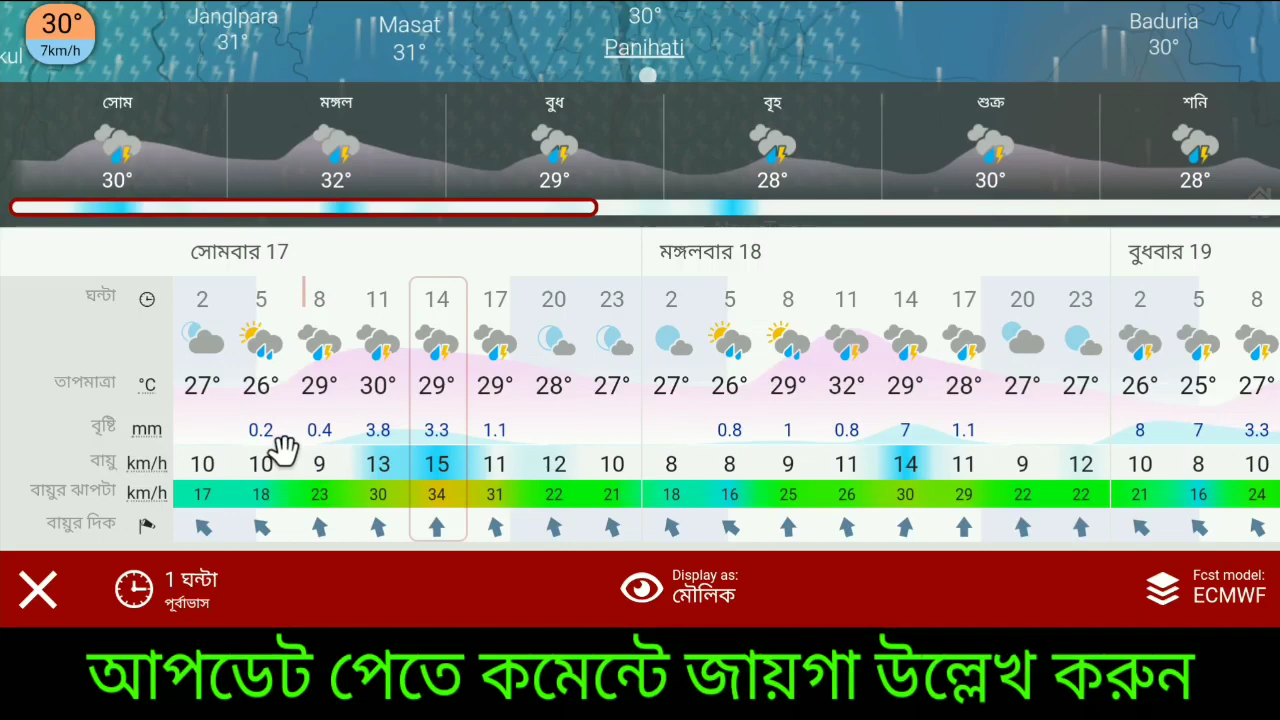 30°
7km/h
kul
Janglpara
31°
Masat
31°
30°
Panihati
Baduria
30°
সোম মঙ্গল বুধ বৃহ শুক্র শনি
30° 32° 29° 28° 30° 28°
সোমবার 17 মঙ্গলবার 18 বুধবার 19
ঘন্টা 2 5 8 11 14 17 20 23 2 5 8 11 14 17 20 23 2 5 8
তাপমাত্রা °C 27° 26° 29° 30° 29° 29° 28° 27° 27° 26° 29° 32° 29° 28° 27° 27° 26° 25° 27°
বৃষ্টি mm 0.2 0.4 3.8 3.3 1.1 0.8 1 0.8 7 1.1 8 7 3.3
বায়ু km/h 10 10 9 13 15 11 12 10 8 8 9 11 14 11 9 12 10 8 10
বায়ুর ঝাপটা km/h 17 18 23 30 34 31 22 21 18 16 25 26 30 29 22 22 21 16 24
বায়ুর দিক
1 ঘন্টা
পূর্বাভাস
Display as:
মৌলিক
Fcst model:
ECMWF
আপডেট পেতে কমেন্টে জায়গা উল্লেখ করুন